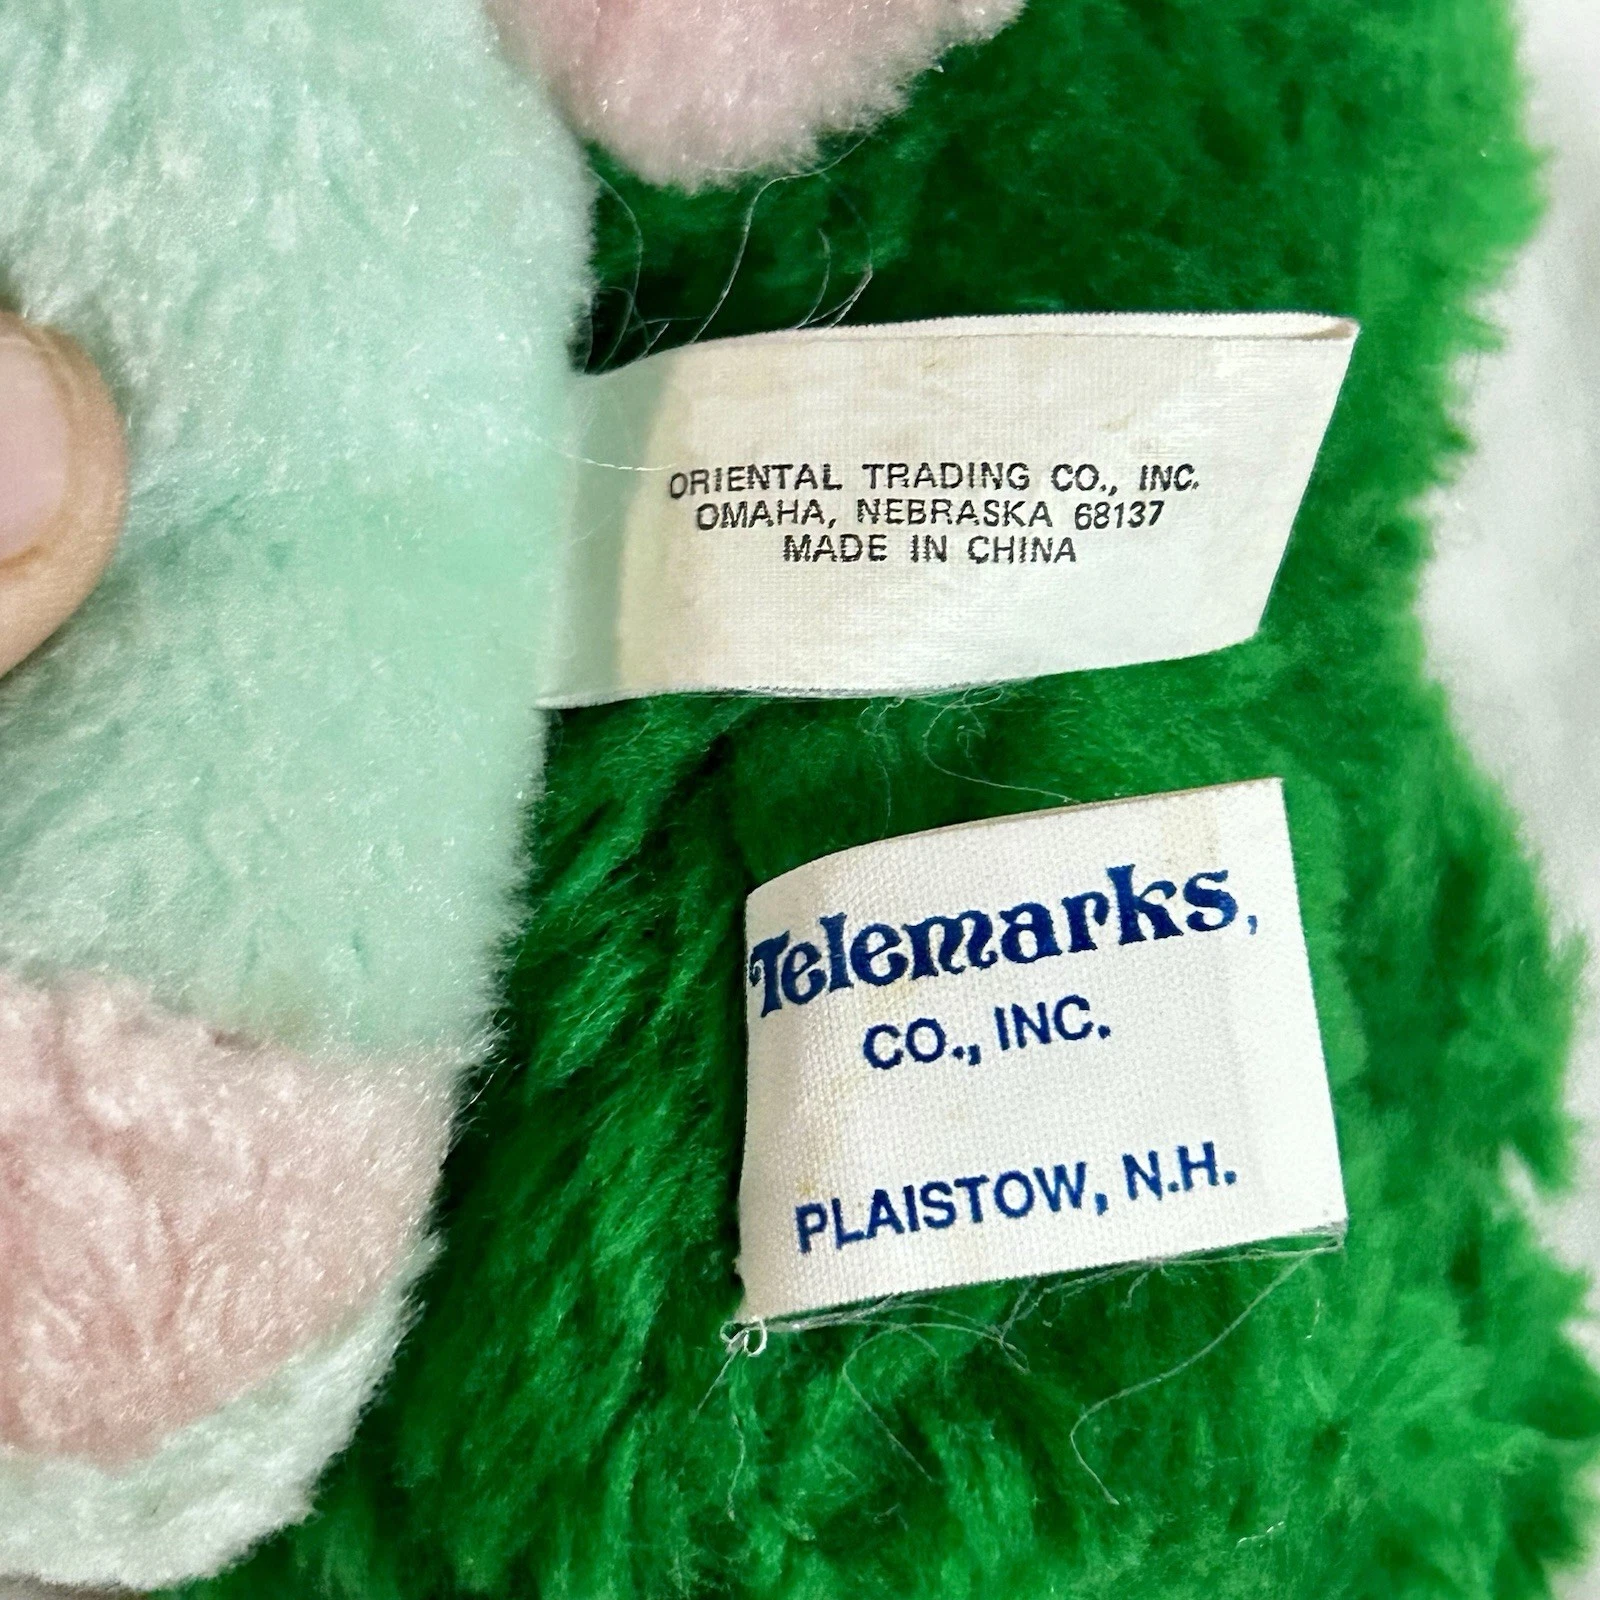 ORIENTAL TRADING CO., INC.
OMAHA, NEBRASKA 68137
MADE IN CHINA
Telemarks,
CO., INC.
PLAISTOW, N.H.